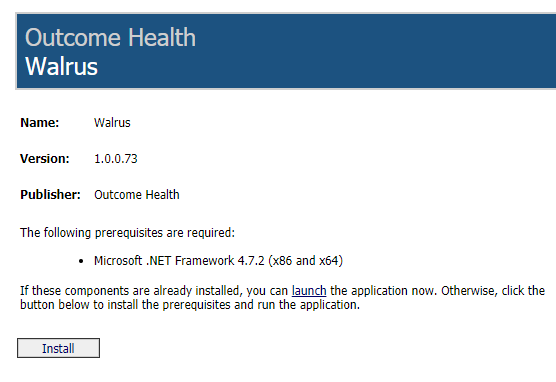 Outcome Health
Walrus
Name: Walrus
Version: 1.0.0.73
Publisher: Outcome Health
The following prerequisites are required:
• Microsoft .NET Framework 4.7.2 (x86 and x64)
If these components are already installed, you can launch the application now. Otherwise, click the
button below to install the prerequisites and run the application.
Install